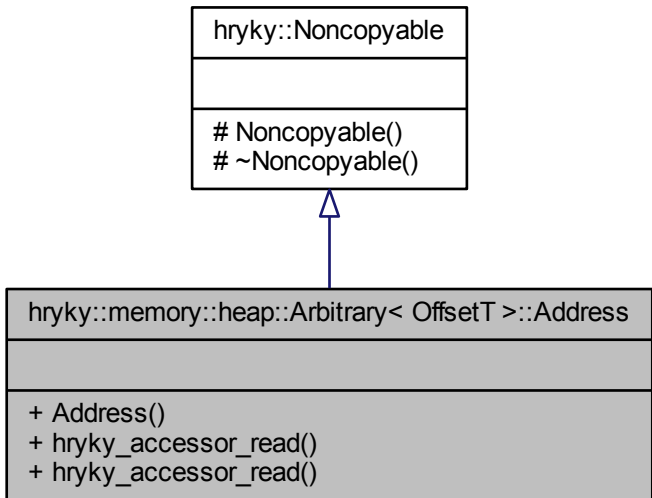 hryky::Noncopyable
# Noncopyable()
# ~Noncopyable()
hryky::memory::heap::Arbitrary< OffsetT >::Address
+ Address()
+ hryky_accessor_read()
+ hryky_accessor_read()